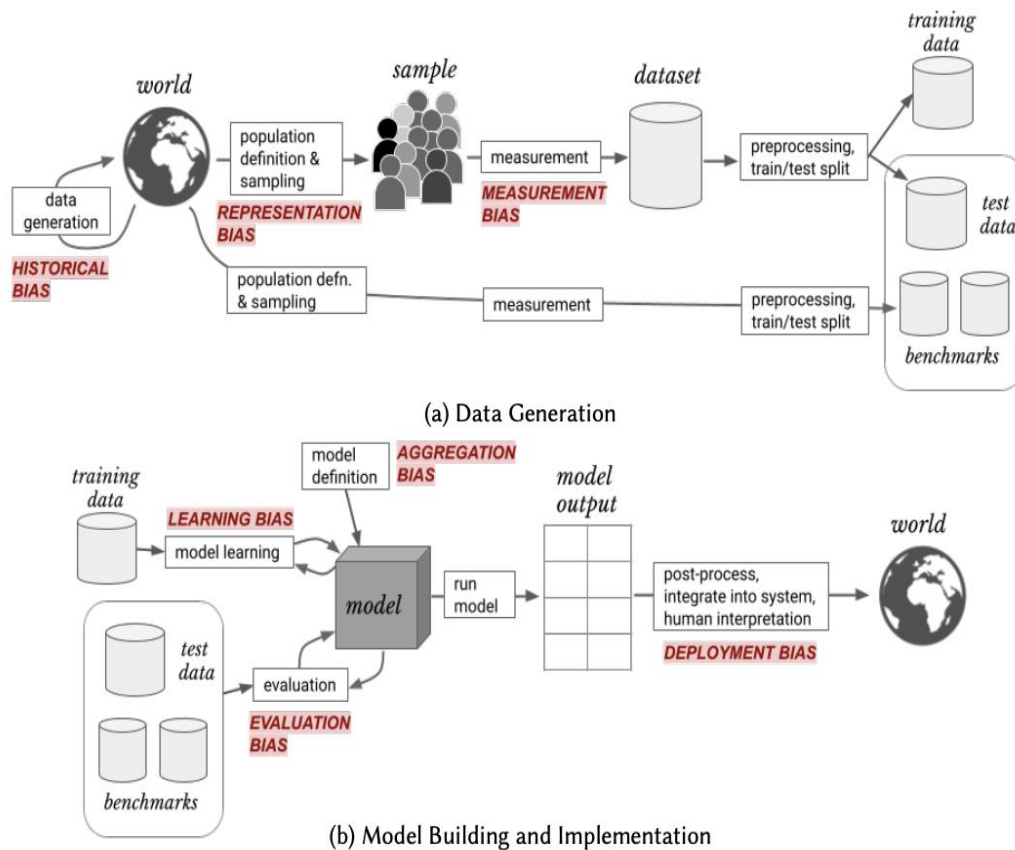 training
data
sample
dataset
world
population
definition &
sampling
measurement
preprocessing,
train/test split
data
generation
REPRESENTATION
BIAS
MEASUREMENT
BIAS
test
data
HISTORICAL
BIAS
population defn.
& sampling
measurement
preprocessing,
train/test split
benchmarks
(a) Data Generation
training
data
model
definition
AGGREGATION
BIAS
model
output
world
LEARNING BIAS
model learning
model
run
model
post-process,
integrate into system,
human interpretation
DEPLOYMENT BIAS
test
data
evaluation
EVALUATION
BIAS
benchmarks
(b) Model Building and Implementation